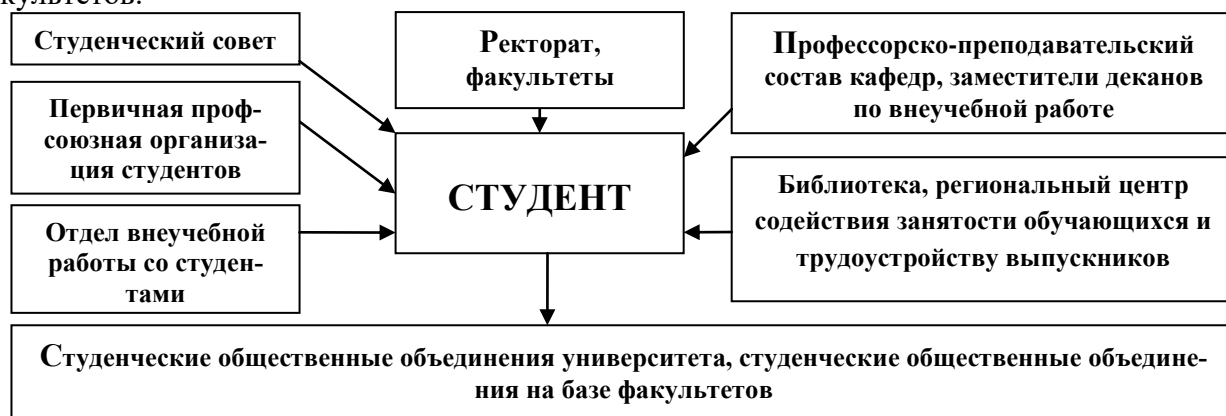 Студенческий совет
Ректорат,
факультеты
Профессорско-преподавательский
состав кафедр, заместители деканов
по внеучебной работе
Первичная проф-
союзная организа-
ция студентов
СТУДЕНТ
Библиотека, региональный центр
содействия занятости обучающихся и
трудоустройству выпускников
Отдел внеучебной
работы со студен-
тами
Студенческие общественные объединения университета, студенческие общественные объедине-
ния на базе факультетов